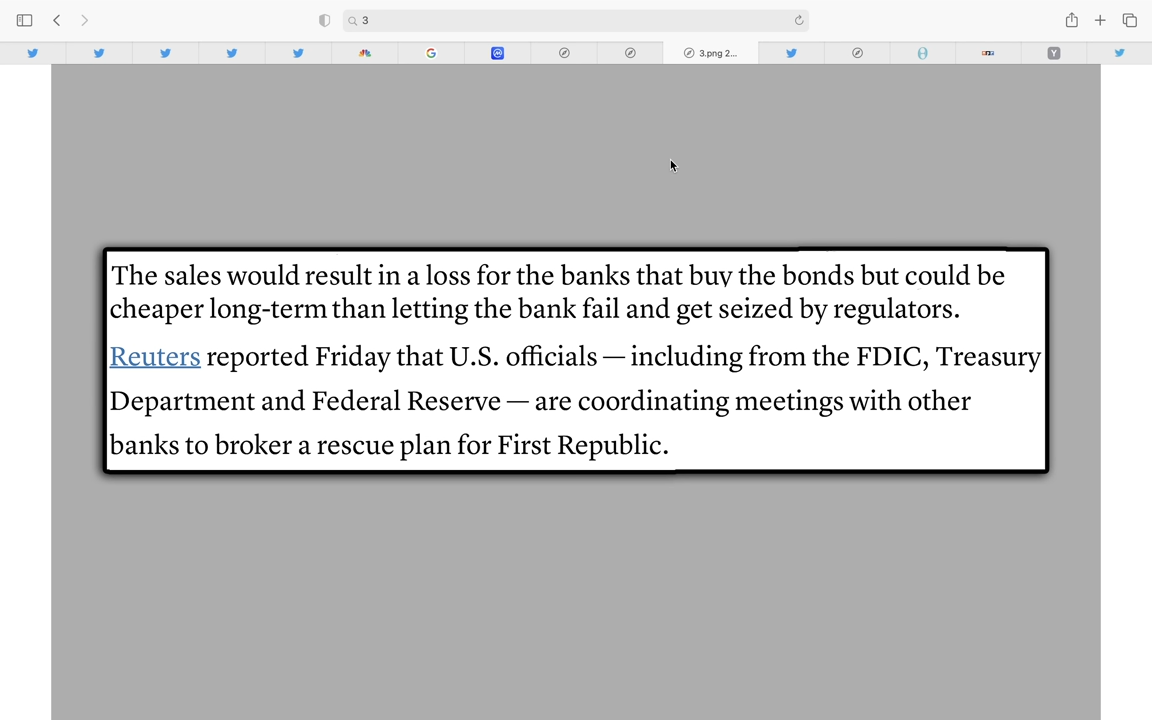 3
3.png 2...
The sales would result in a loss for the banks that buy the bonds but could be
cheaper long-term than letting the bank fail and get seized by regulators.
Reuters reported Friday that U.S. officials — including from the FDIC, Treasury
Department and Federal Reserve — are coordinating meetings with other
banks to broker a rescue plan for First Republic.